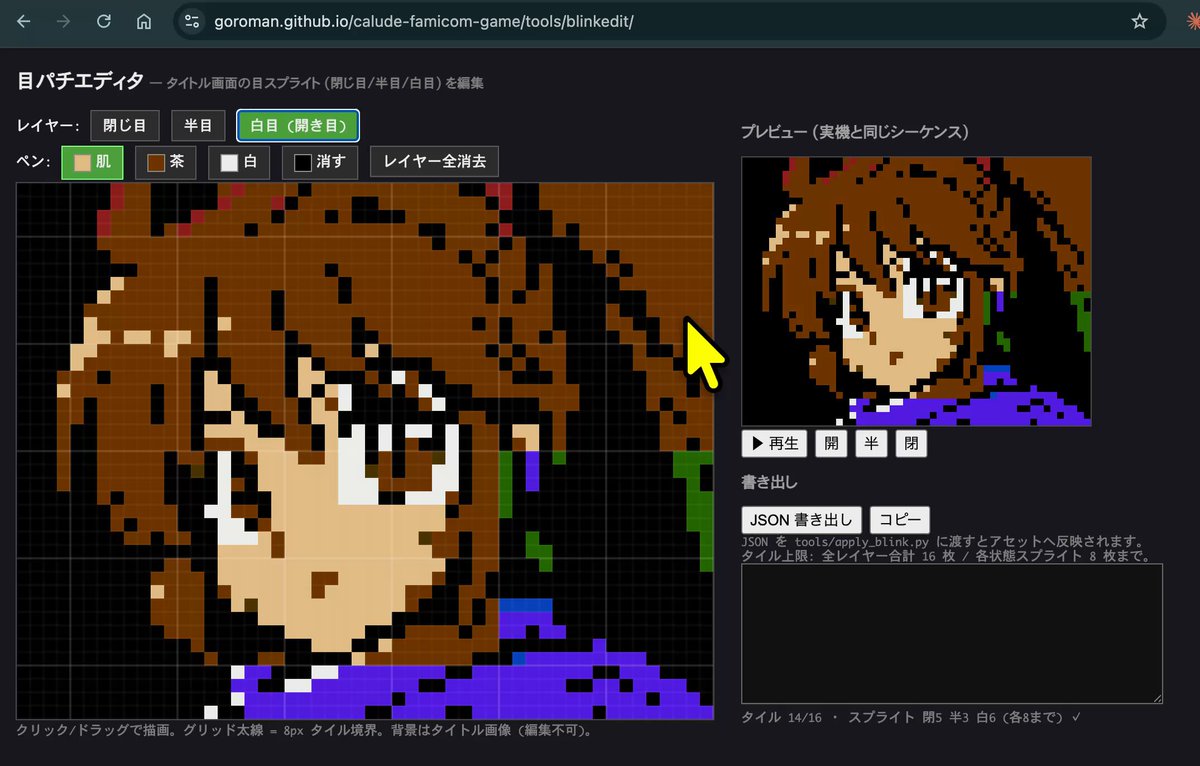 goroman.github.io/calude-famicom-game/tools/blinkedit/
目パチエディタ — タイトル画面の目スプライト (閉じ目/半目/白目) を編集
レイヤー: 閉じ目 半目 白目 (開き目)
ペン: 肌 茶 白 消す レイヤー全消去
クリック/ドラッグで描画。グリッド太線 = 8px タイル境界。背景はタイトル画像 (編集不可)。
プレビュー (実機と同じシーケンス)
▶ 再生 開 半 閉
書き出し
JSON 書き出し コピー
JSON を tools/apply_blink.py に渡すとアセットへ反映されます。
タイル上限: 全レイヤー合計 16 枚 / 各状態スプライト 8 枚まで。
タイル 14/16 ・ スプライト 閉5 半3 白6 (各8まで) ✓